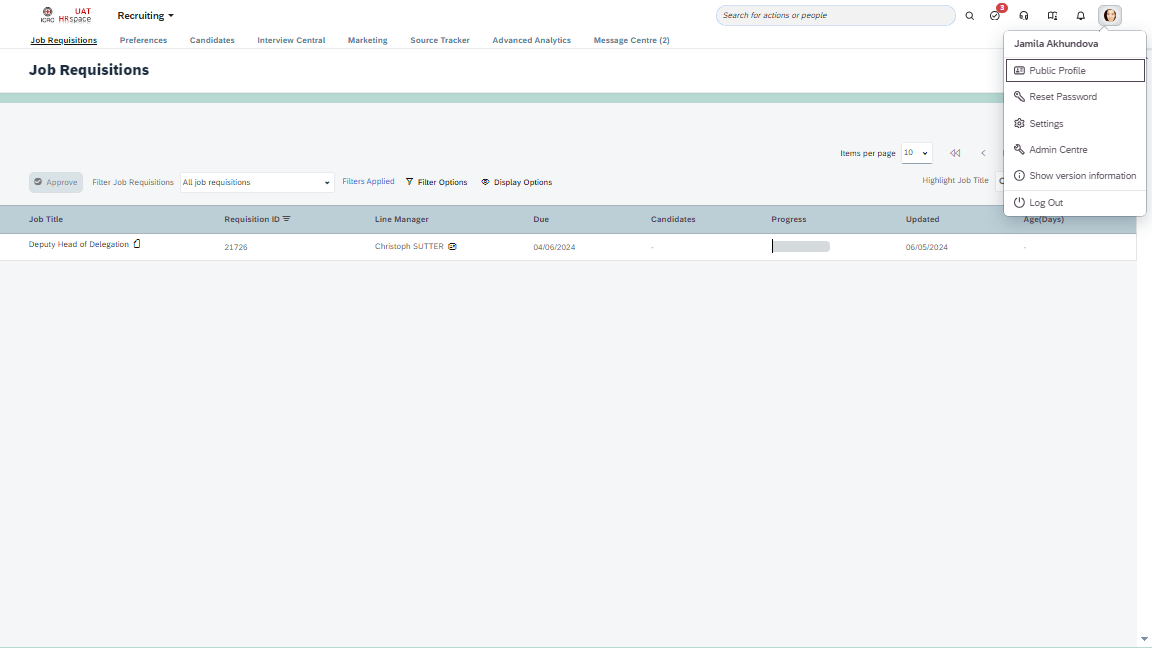 UAT
ICRC HRspace
Recruiting
Search for actions or people
3
Job Requisitions
Preferences
Candidates
Interview Central
Marketing
Source Tracker
Advanced Analytics
Message Centre (2)
Jamila Akhundova
Public Profile
Reset Password
Settings
Admin Centre
Show version information
Log Out
Job Requisitions
Items per page 10
Approve
Filter Job Requisitions
All job requisitions
Filters Applied
Filter Options
Display Options
Highlight Job Title
Job Title
Requisition ID
Line Manager
Due
Candidates
Progress
Updated
Age(Days)
Deputy Head of Delegation
21726
Christoph SUTTER
04/06/2024
-
06/05/2024
-